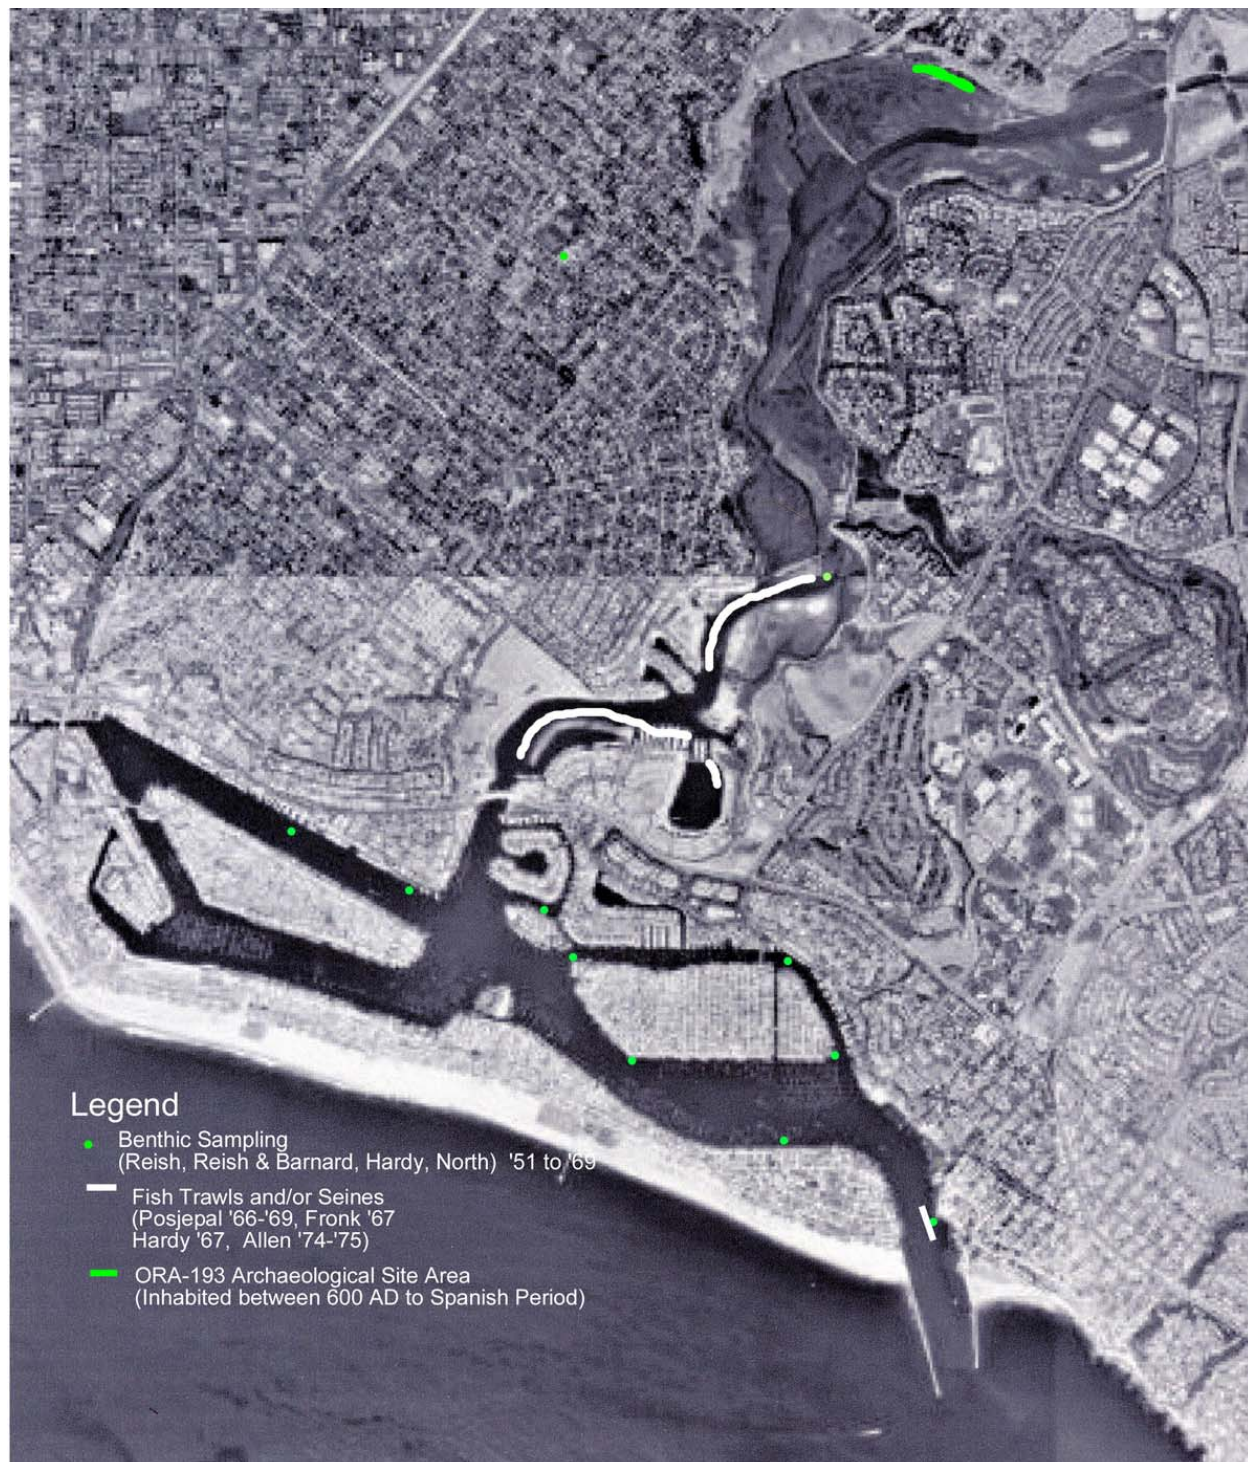 Legend
Benthic Sampling
(Reish, Reish & Barnard, Hardy, North) '51 to '69
Fish Trawls and/or Seines
(Posjepal '66-'69, Fronk '67
Hardy '67, Allen '74-'75)
ORA-193 Archaeological Site Area
(Inhabited between 600 AD to Spanish Period)